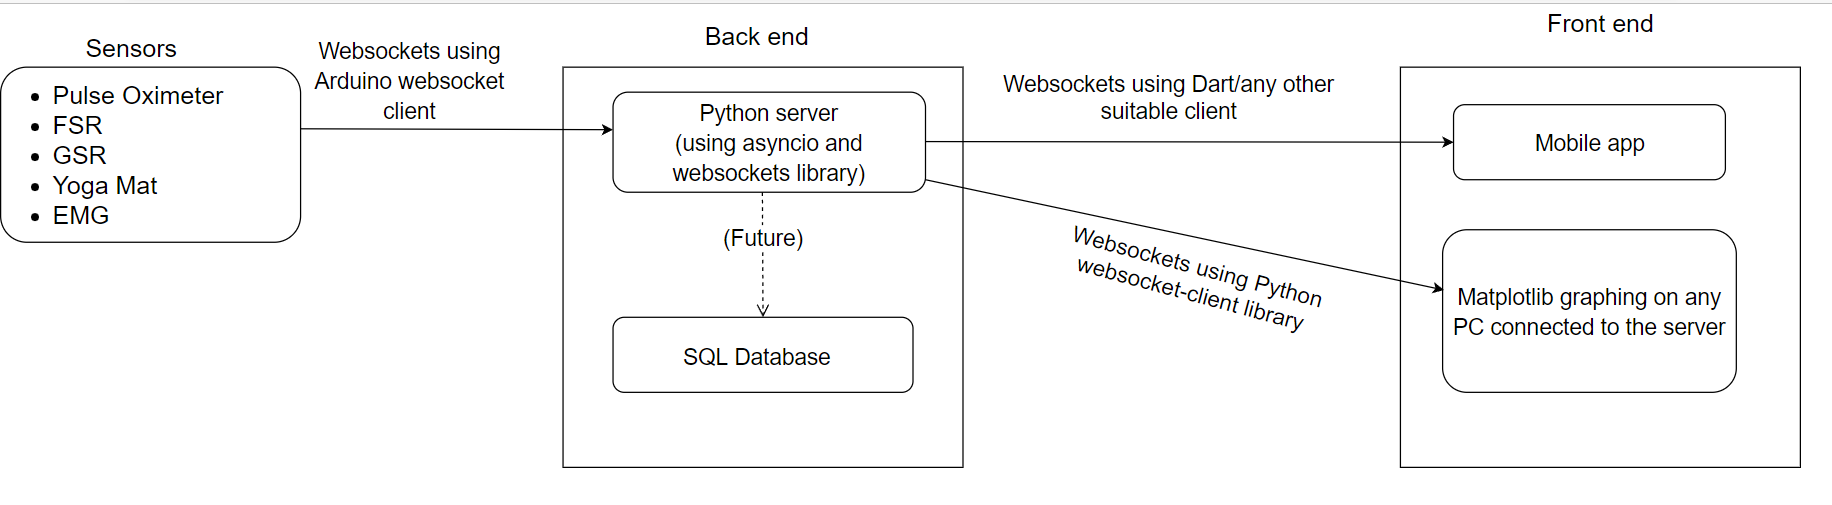 Sensors
Pulse Oximeter
FSR
GSR
Yoga Mat
EMG
Websockets using
Arduino websocket
client
Back end
Python server
(using asyncio and
websockets library)
(Future)
SQL Database
Websockets using Dart/any other
suitable client
Websockets using Python
websocket-client library
Front end
Mobile app
Matplotlib graphing on any
PC connected to the server